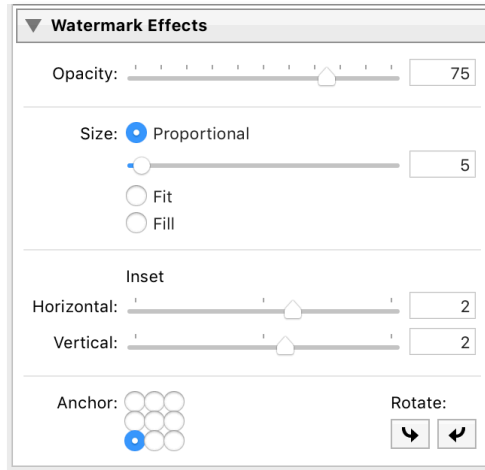 Watermark Effects
Opacity: 75
Size: Proportional
5
Fit
Fill
Inset
Horizontal: 2
Vertical: 2
Anchor: Rotate: